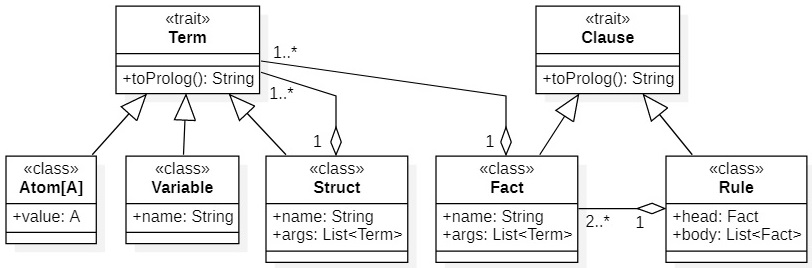 «trait»
Term
+toProlog(): String
«trait»
Clause
+toProlog(): String
1..*
1..*
1
1
«class»
Atom[A]
+value: A
«class»
Variable
+name: String
«class»
Struct
+name: String
+args: List<Term>
«class»
Fact
+name: String
+args: List<Term>
2..*
1
«class»
Rule
+head: Fact
+body: List<Fact>